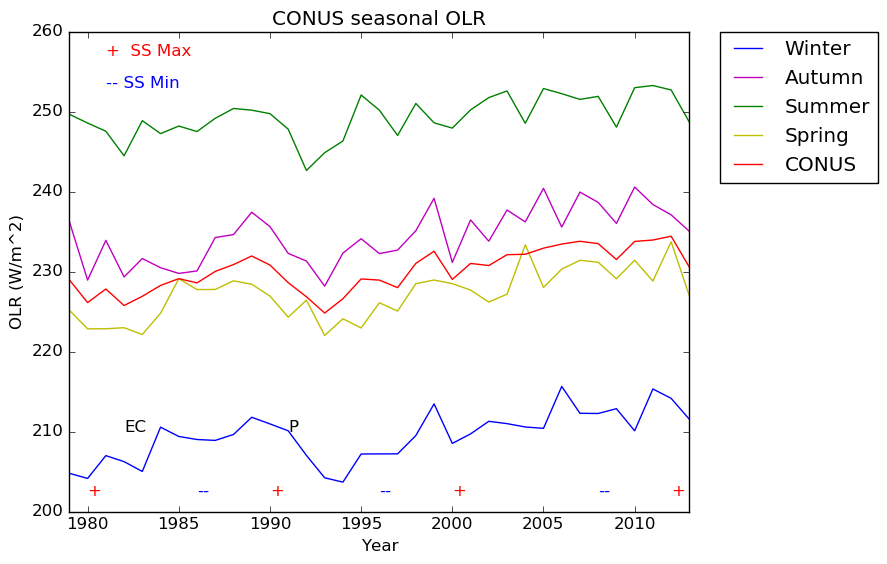 CONUS seasonal OLR
260
250
240
230
220
210
200
OLR (W/m^2)
+ SS Max
-- SS Min
EC
P
+ -- + -- + -- +
1980 1985 1990 1995 2000 2005 2010
Year
Winter
Autumn
Summer
Spring
CONUS